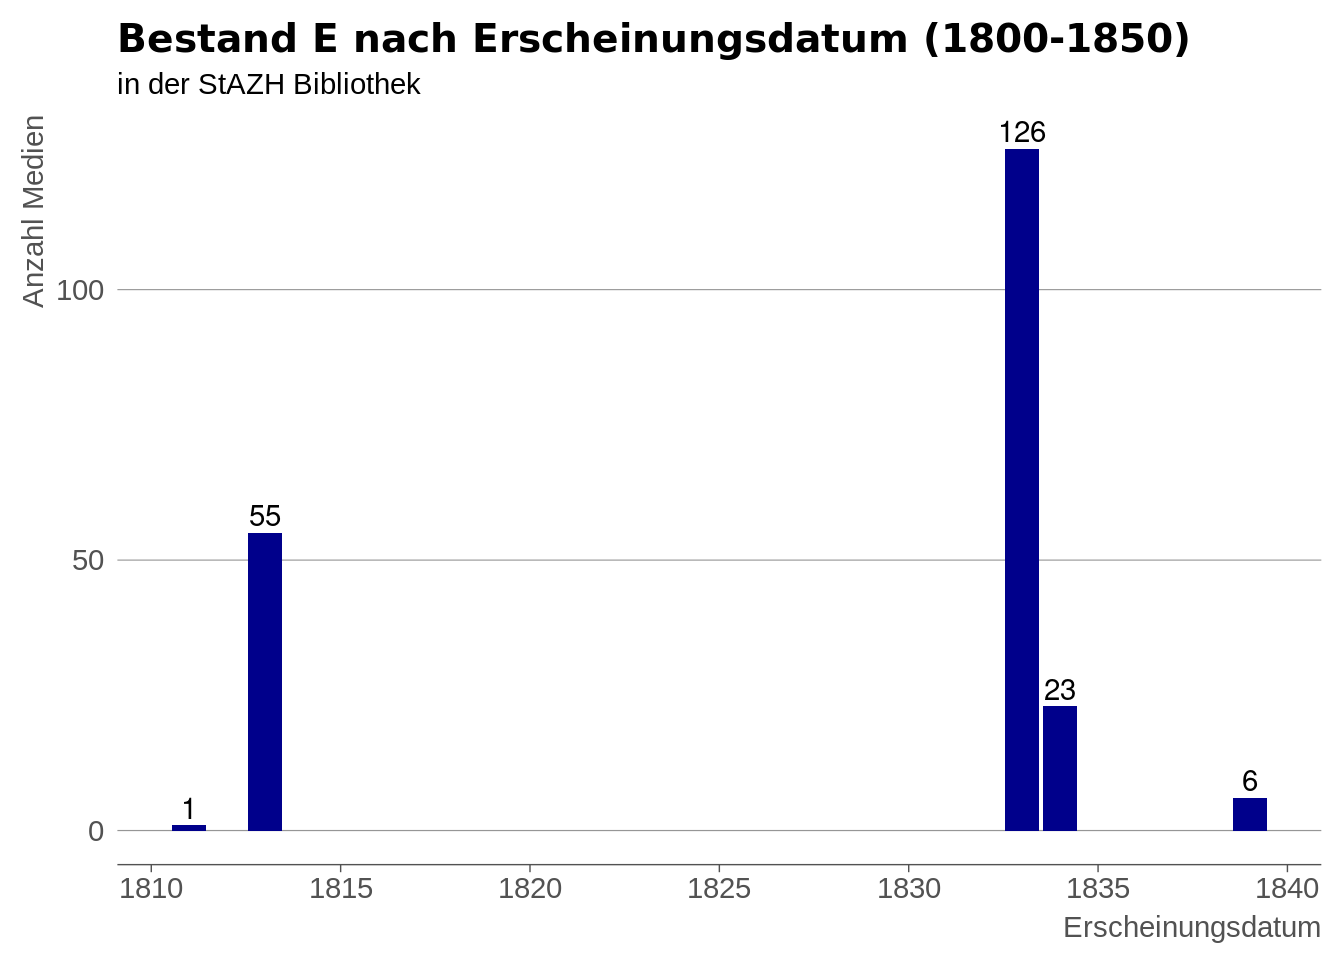 Bestand E nach Erscheinungsdatum (1800-1850)
in der StAZH Bibliothek
Anzahl Medien
126
100
55
50
23
6
1
0
1810 1815 1820 1825 1830 1835 1840
Erscheinungsdatum